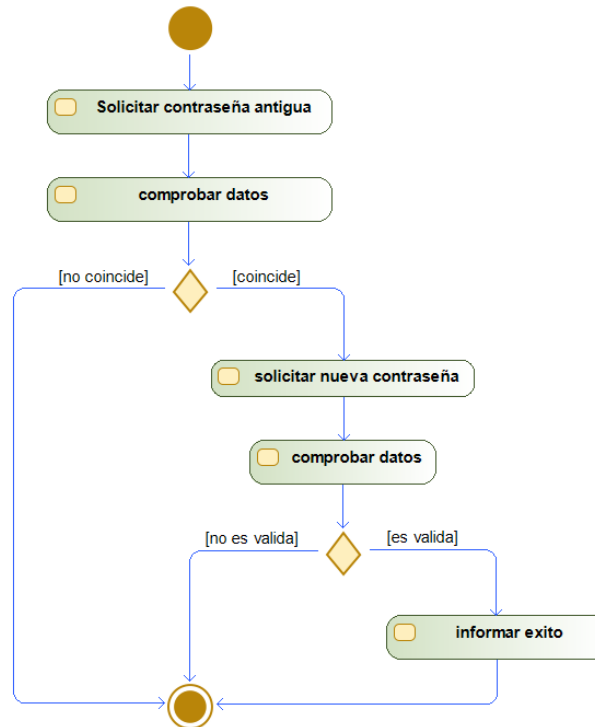 Solicitar contraseña antigua
comprobar datos
[no coincide]
[coincide]
solicitar nueva contraseña
comprobar datos
[no es valida]
[es valida]
informar exito